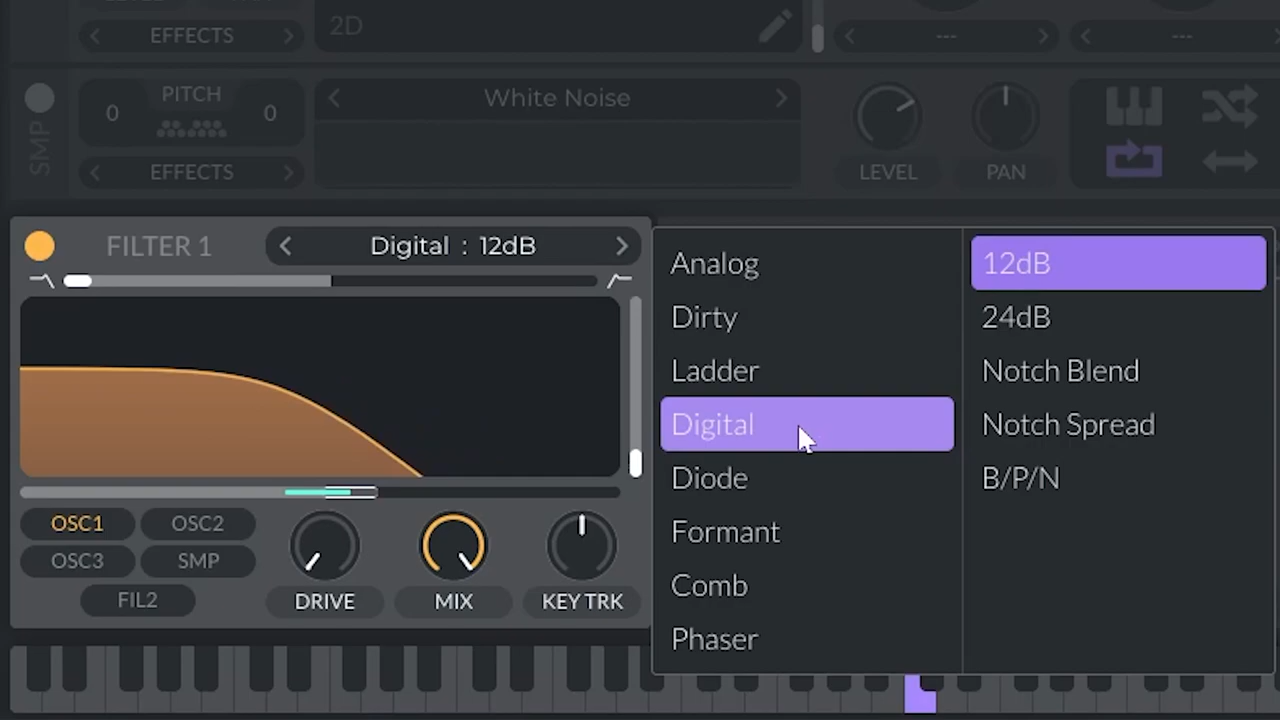 EFFECTS
2D
---
---
SMP
0
PITCH
0
EFFECTS
White Noise
LEVEL
PAN
FILTER 1
Digital : 12dB
OSC1
OSC2
OSC3
SMP
FIL2
DRIVE
MIX
KEY TRK
Analog
Dirty
Ladder
Digital
Diode
Formant
Comb
Phaser
12dB
24dB
Notch Blend
Notch Spread
B/P/N